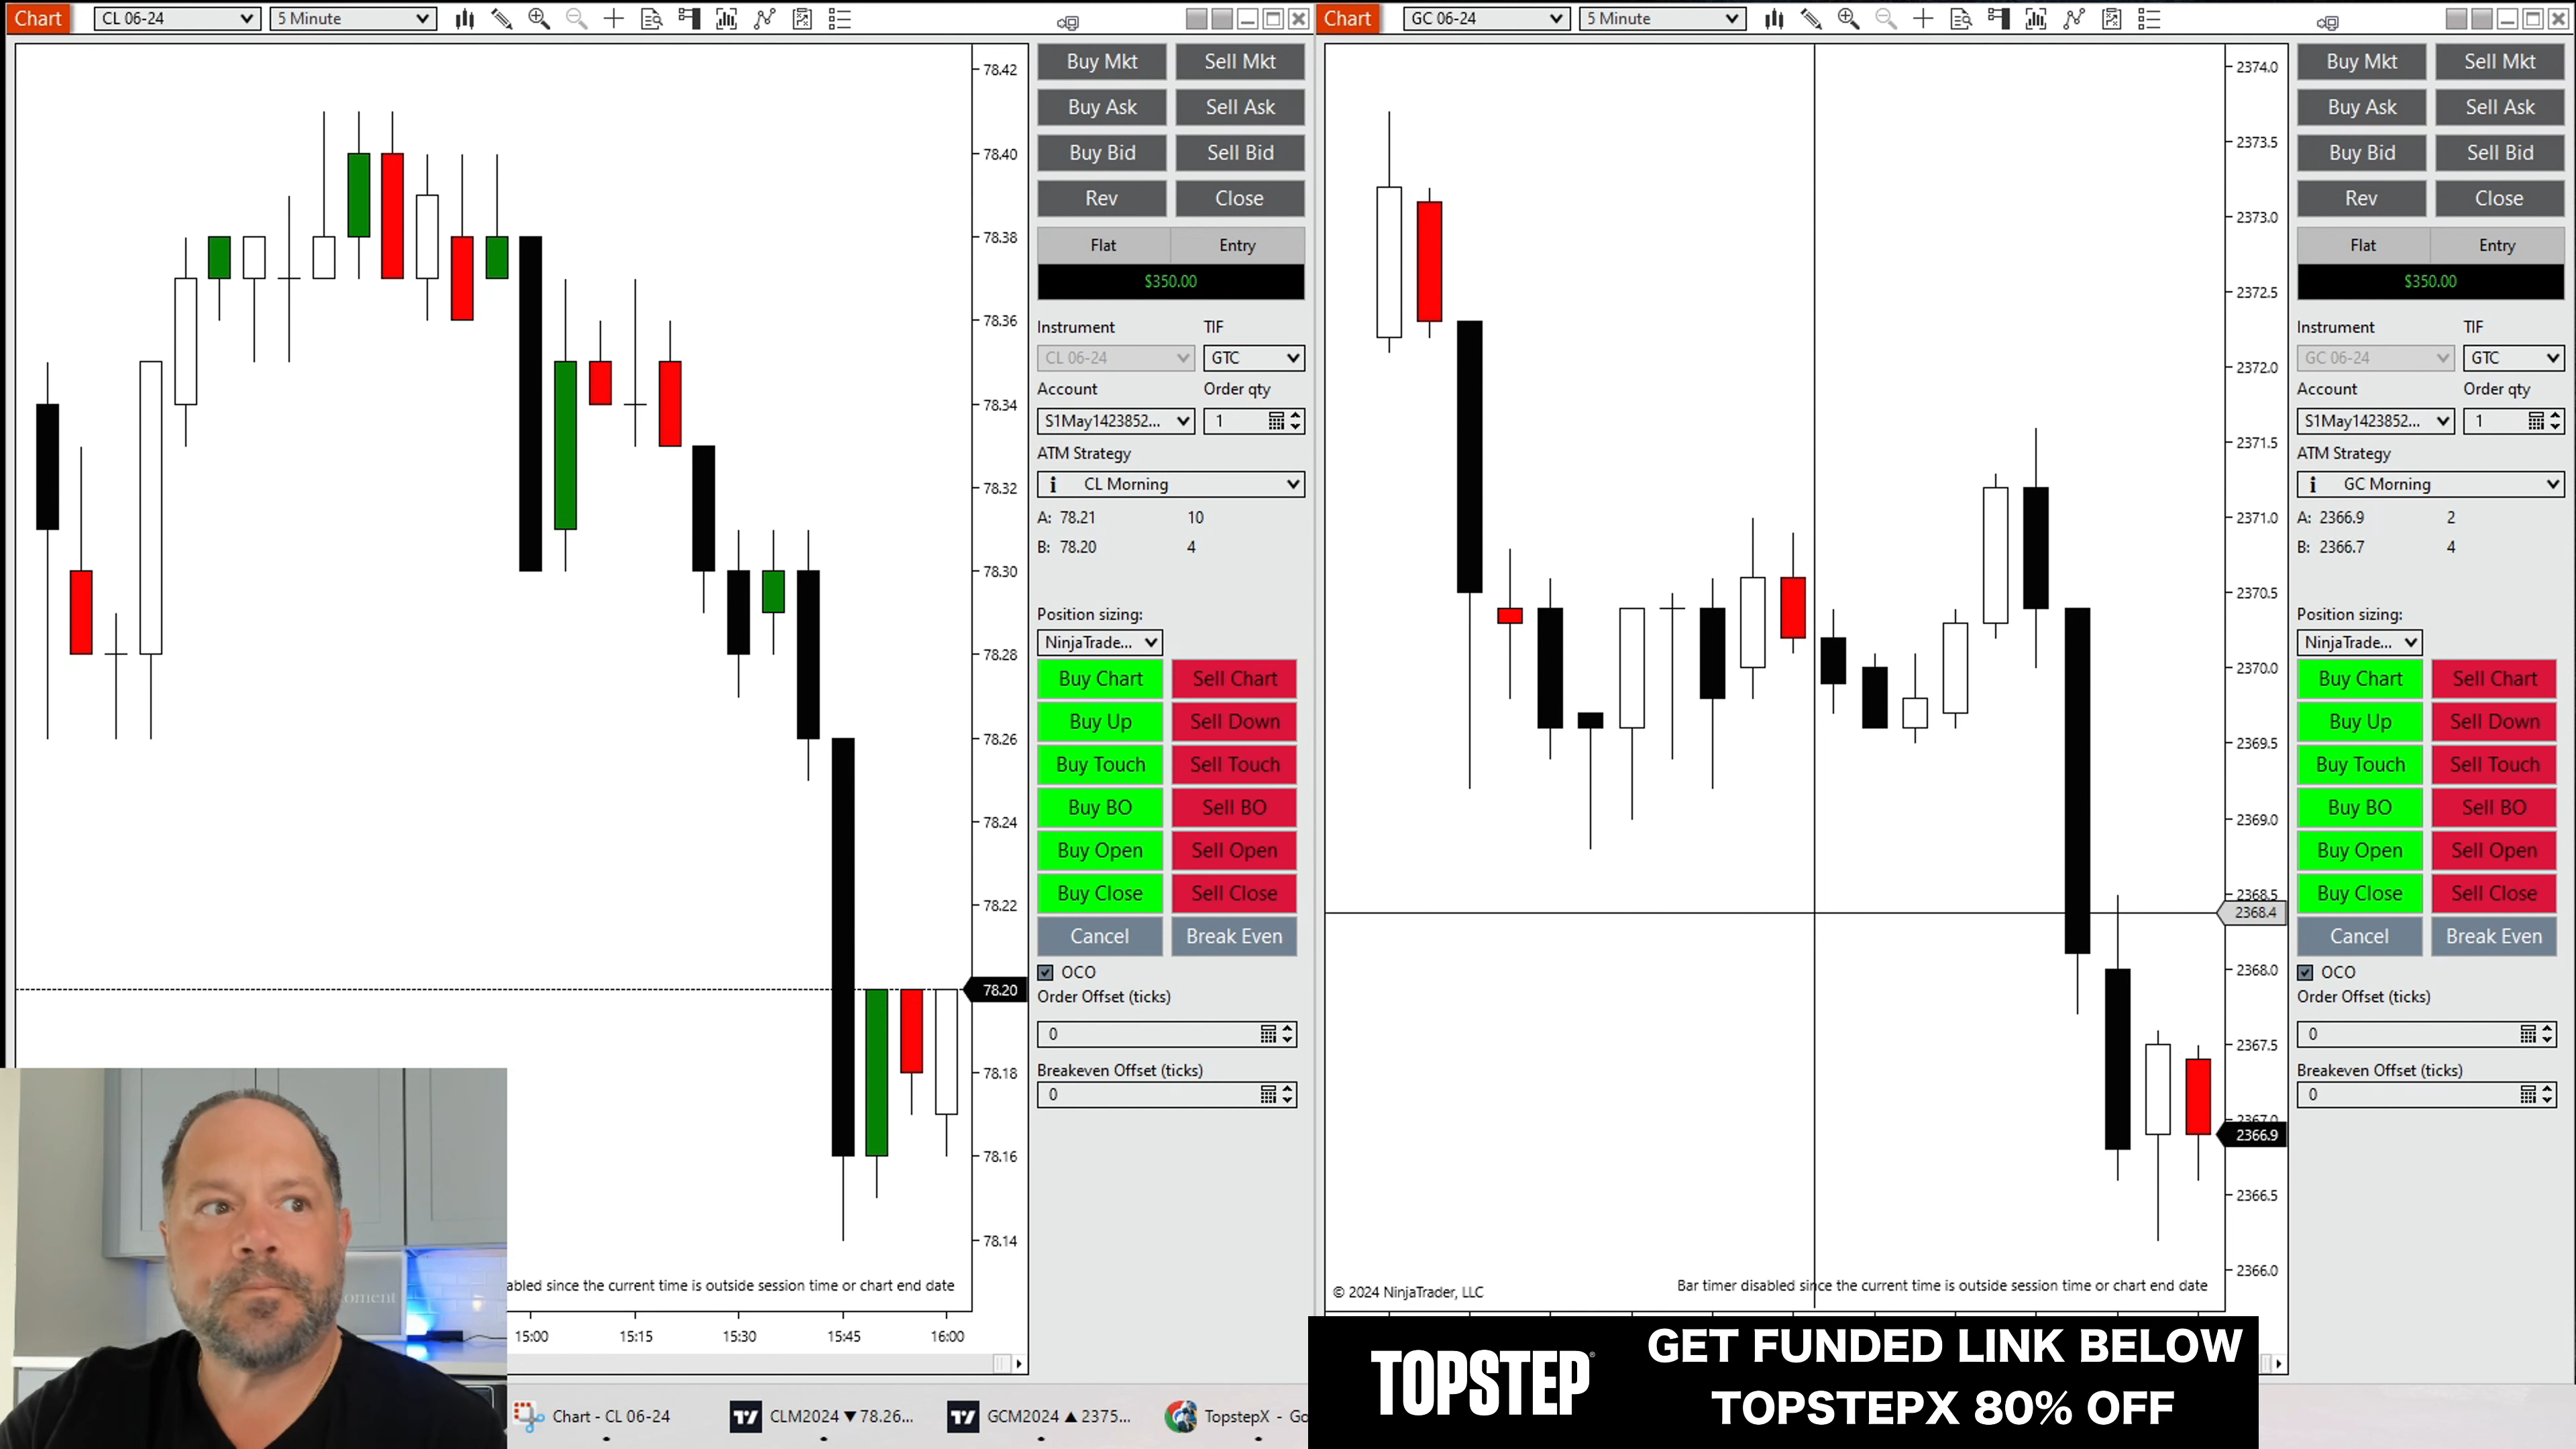 Chart
CL 06-24
5 Minute
78.42
78.40
78.38
78.36
78.34
78.32
78.30
78.28
78.26
78.24
78.22
78.20
78.18
78.16
78.14
abled since the current time is outside session time or chart end date
15:00 15:15 15:30 15:45 16:00
Buy Mkt Sell Mkt
Buy Ask Sell Ask
Buy Bid Sell Bid
Rev Close
Flat Entry
$350.00
Instrument TIF
CL 06-24 GTC
Account Order qty
S1May1423852... 1
ATM Strategy
CL Morning
A: 78.21 10
B: 78.20 4
Position sizing:
NinjaTrade...
Buy Chart Sell Chart
Buy Up Sell Down
Buy Touch Sell Touch
Buy BO Sell BO
Buy Open Sell Open
Buy Close Sell Close
Cancel Break Even
OCO
Order Offset (ticks)
0
Breakeven Offset (ticks)
0
Chart
GC 06-24
5 Minute
2374.0
2373.5
2373.0
2372.5
2372.0
2371.5
2371.0
2370.5
2370.0
2369.5
2369.0
2368.5
2368.4
2368.0
2367.5
2367.0
2366.9
2366.5
2366.0
© 2024 NinjaTrader, LLC
Bar timer disabled since the current time is outside session time or chart end date
Buy Mkt Sell Mkt
Buy Ask Sell Ask
Buy Bid Sell Bid
Rev Close
Flat Entry
$350.00
Instrument TIF
GC 06-24 GTC
Account Order qty
S1May1423852... 1
ATM Strategy
GC Morning
A: 2366.9 2
B: 2366.7 4
Position sizing:
NinjaTrade...
Buy Chart Sell Chart
Buy Up Sell Down
Buy Touch Sell Touch
Buy BO Sell BO
Buy Open Sell Open
Buy Close Sell Close
Cancel Break Even
OCO
Order Offset (ticks)
0
Breakeven Offset (ticks)
0
oment
Chart - CL 06-24
CLM2024 ▼ 78.26...
GCM2024 ▲ 2375...
TopstepX - Go
TOPSTEP®
GET FUNDED LINK BELOW
TOPSTEPX 80% OFF